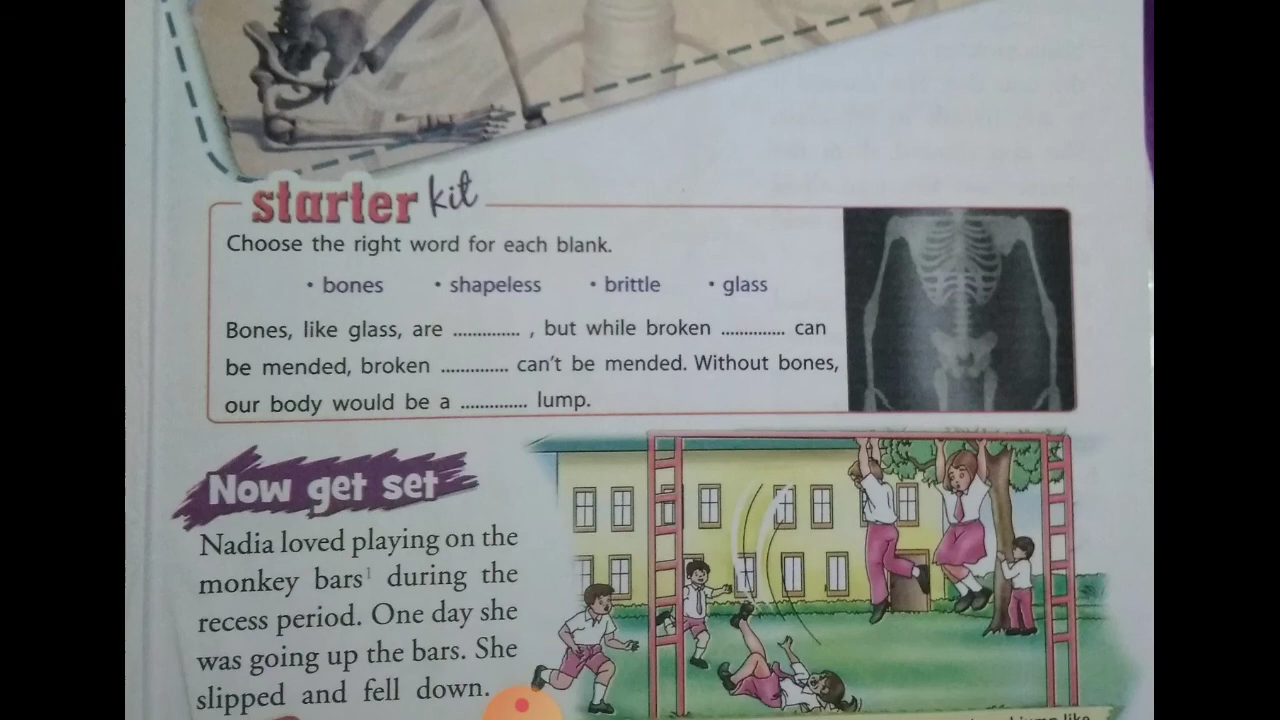 starter kit
Choose the right word for each blank.
• bones • shapeless • brittle • glass
Bones, like glass, are ............. , but while broken ............. can
be mended, broken ............. can't be mended. Without bones,
our body would be a ............. lump.
Now get set
Nadia loved playing on the
monkey bars¹ during the
recess period. One day she
was going up the bars. She
slipped and fell down.
jump like